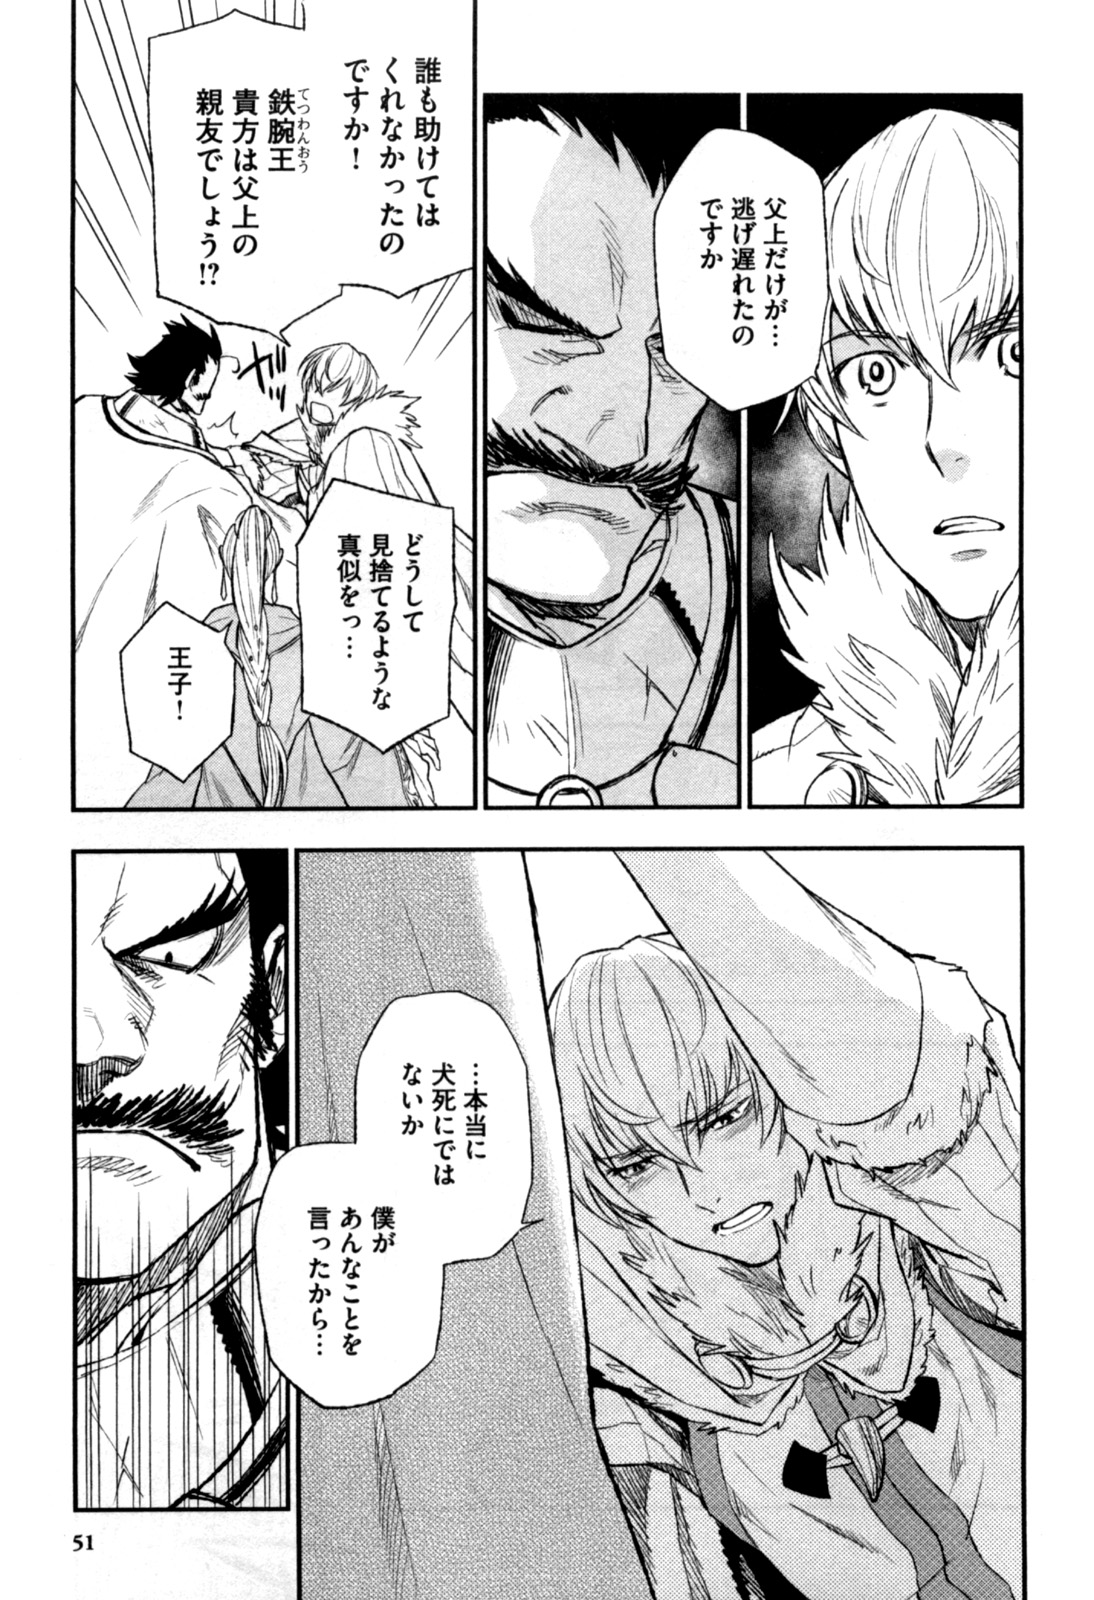 父上だけが…
逃げ遅れたの
ですか
誰も助けては
くれなかったの
ですか！
鉄腕王
てつわんおう
貴方は父上の
親友でしょう!?
どうして
見捨てるような
真似をっ…
王子！
…本当に
犬死にでは
ないか
僕が
あんなことを
言ったから…
51